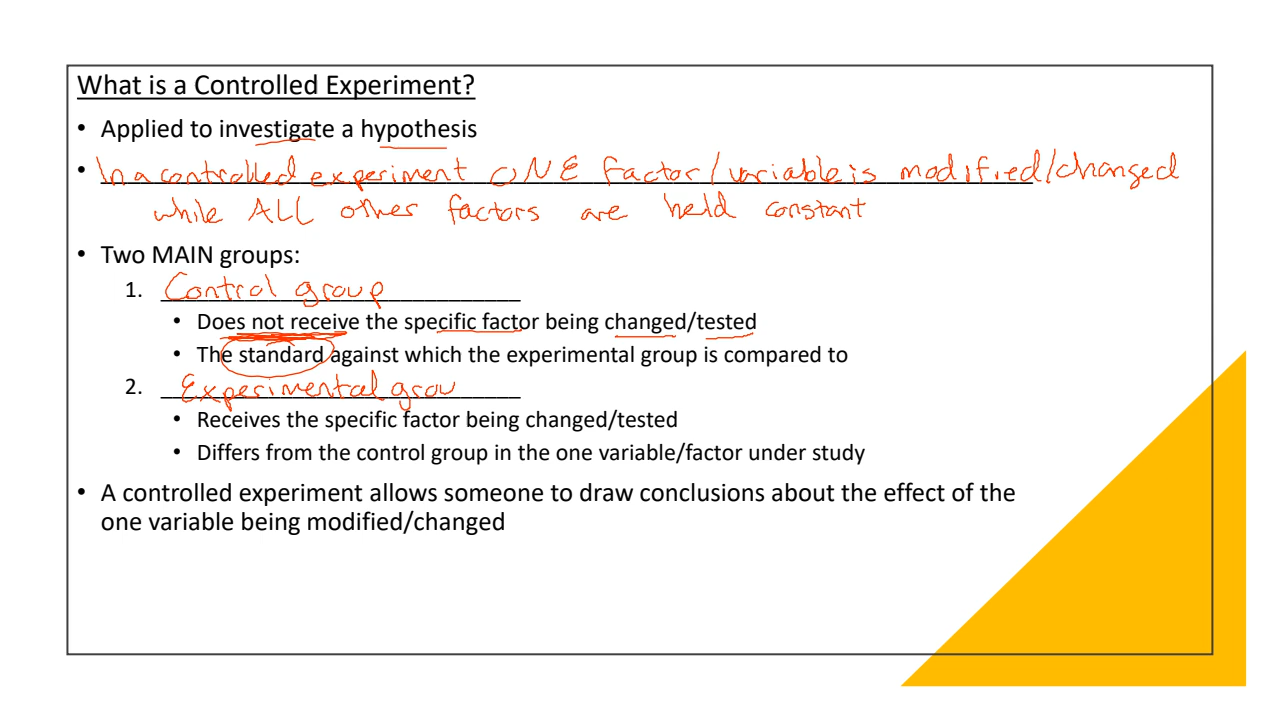 What is a Controlled Experiment?
• Applied to investigate a hypothesis
• In a controlled experiment ONE factor/variable is modified/changed
while ALL other factors are held constant
• Two MAIN groups:
1. Control group
• Does not receive the specific factor being changed/tested
• The standard against which the experimental group is compared to
2. Experimental grou
• Receives the specific factor being changed/tested
• Differs from the control group in the one variable/factor under study
• A controlled experiment allows someone to draw conclusions about the effect of the
one variable being modified/changed